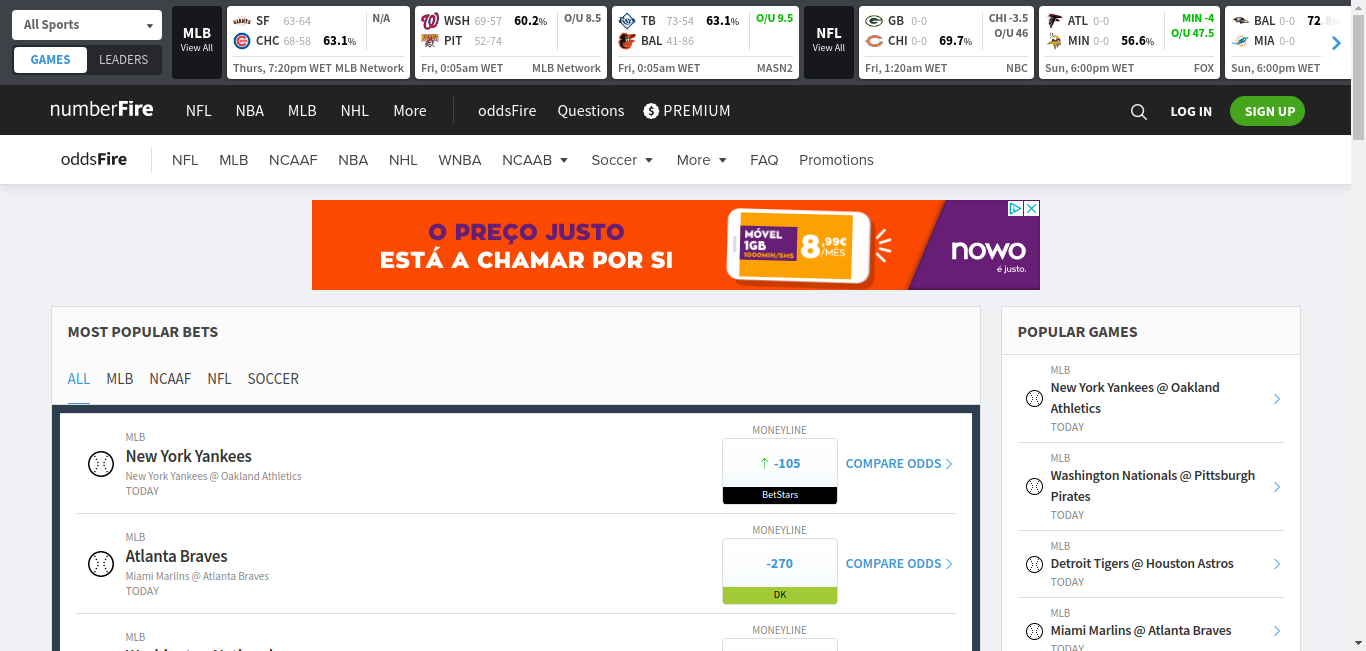 All Sports
GAMES
LEADERS
MLB
View All
SF 63-64 N/A
CHC 68-58 63.1%
Thurs, 7:20pm WET MLB Network
WSH 69-57 60.2% O/U 8.5
PIT 52-74
Fri, 0:05am WET MLB Network
TB 73-54 63.1% O/U 9.5
BAL 41-86
Fri, 0:05am WET MASN2
NFL
View All
GB 0-0 CHI -3.5
CHI 0-0 69.7% O/U 46
Fri, 1:20am WET NBC
ATL 0-0 MIN -4
MIN 0-0 56.6% O/U 47.5
Sun, 6:00pm WET FOX
BAL 0-0 72.8%
MIA 0-0
Sun, 6:00pm WET
numberFire NFL NBA MLB NHL More oddsFire Questions $ PREMIUM LOG IN SIGN UP
oddsFire NFL MLB NCAAF NBA NHL WNBA NCAAB Soccer More FAQ Promotions
O PREÇO JUSTO
ESTÁ A CHAMAR POR SI
MÓVEL
1GB
1000MIN/SMS
8,99€
/MÊS
nowo
é justo.
MOST POPULAR BETS
ALL MLB NCAAF NFL SOCCER
MLB
New York Yankees
New York Yankees @ Oakland Athletics
TODAY
MONEYLINE
-105
BetStars
COMPARE ODDS
MLB
Atlanta Braves
Miami Marlins @ Atlanta Braves
TODAY
MONEYLINE
-270
DK
COMPARE ODDS
MLB
MONEYLINE
POPULAR GAMES
MLB
New York Yankees @ Oakland
Athletics
TODAY
MLB
Washington Nationals @ Pittsburgh
Pirates
TODAY
MLB
Detroit Tigers @ Houston Astros
TODAY
MLB
Miami Marlins @ Atlanta Braves
TODAY